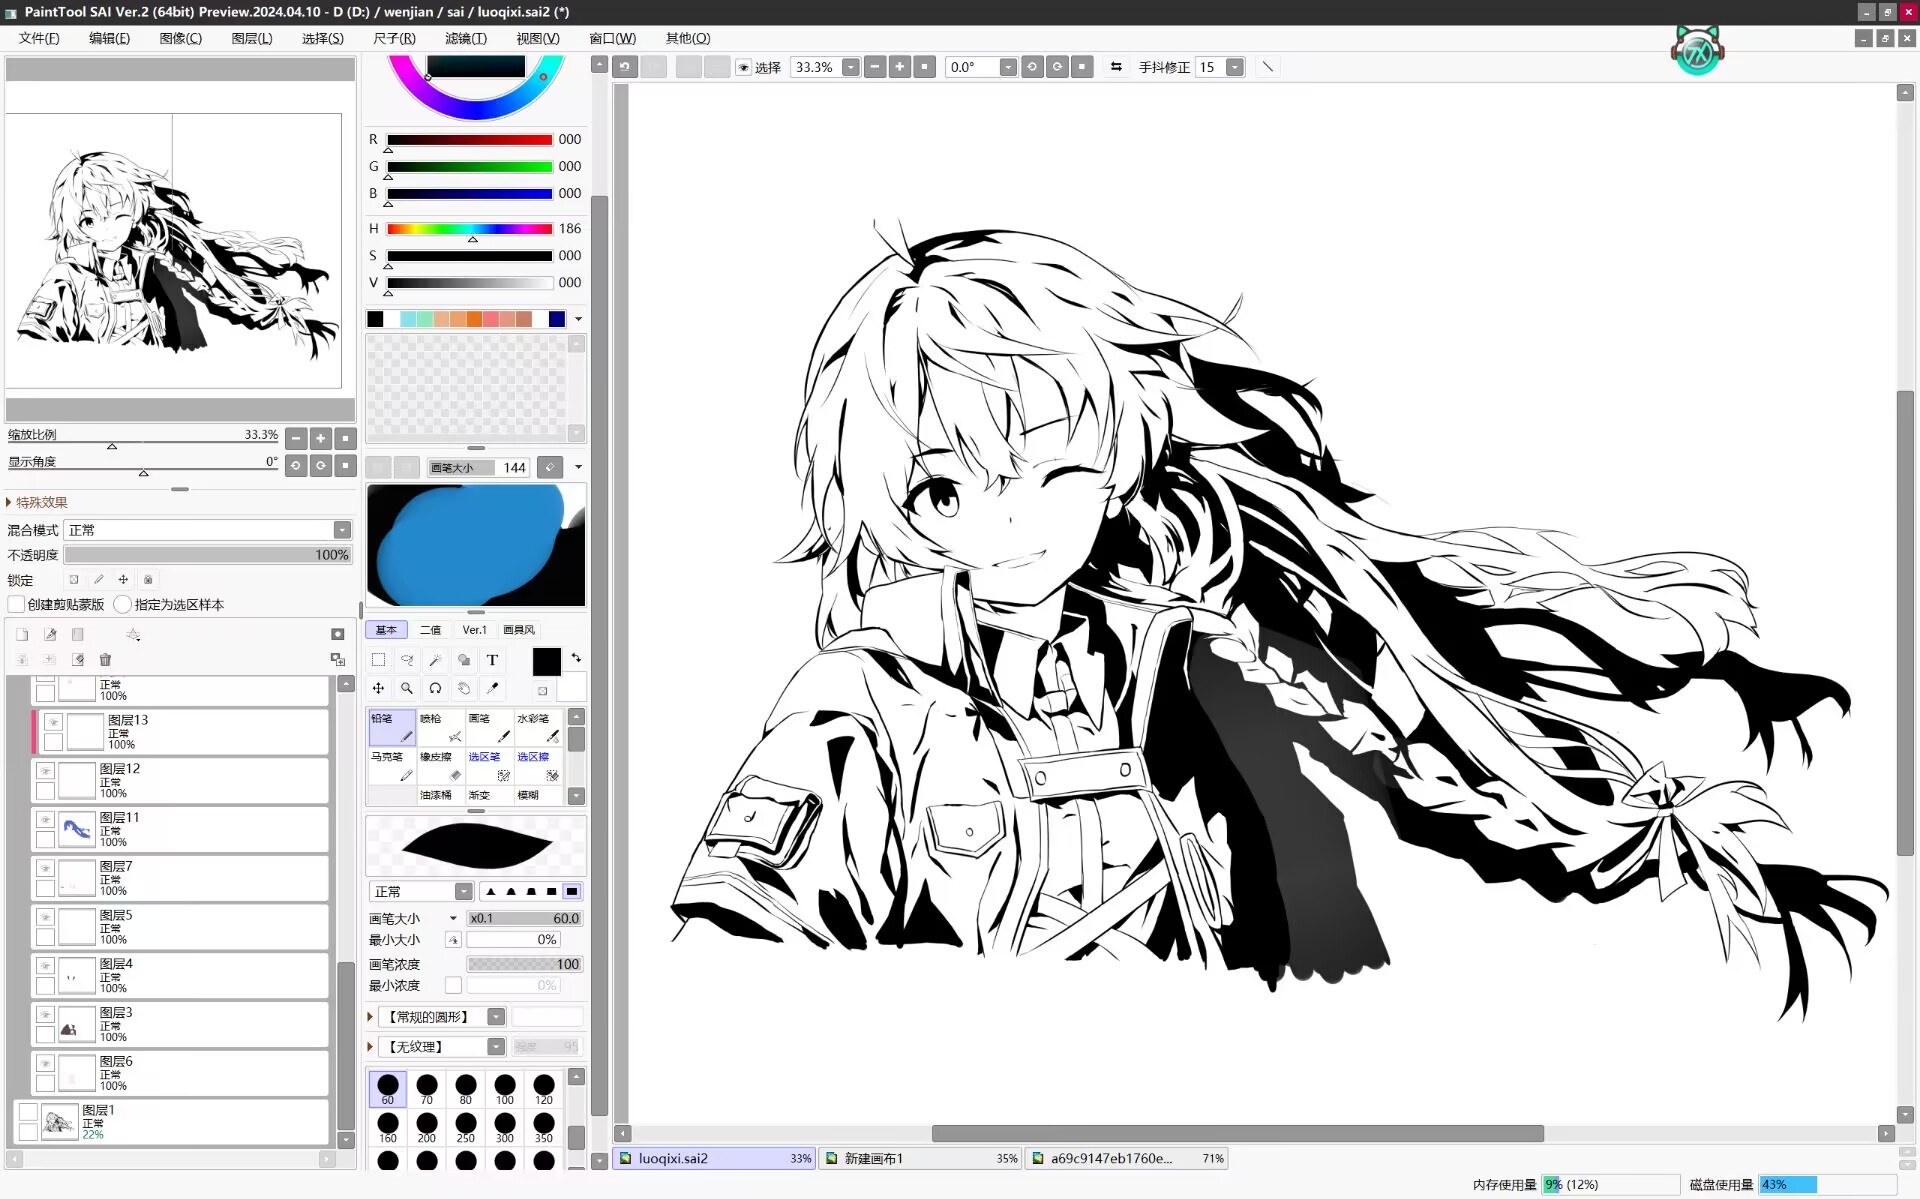 PaintTool SAI Ver.2 (64bit) Preview.2024.04.10 - D (D:) / wenjian / sai / luoqixi.sai2 (*)
文件(F) 编辑(E) 图像(C) 图层(L) 选择(S) 尺子(R) 滤镜(T) 视图(V) 窗口(W) 其他(O)
选择 33.3% 0.0° 手抖修正 15
缩放比例 33.3%
显示角度 0°
特殊效果
混合模式 正常
不透明度 100%
锁定
创建剪贴蒙版 指定为选区样本
正常
100%
图层13
正常
100%
图层12
正常
100%
图层11
正常
100%
图层7
正常
100%
图层5
正常
100%
图层4
正常
100%
图层3
正常
100%
图层6
正常
100%
图层1
正常
22%
R 000
G 000
B 000
H 186
S 000
V 000
画笔大小 144
基本 二值 Ver.1 画具风
T
铅笔 喷枪 画笔 水彩笔
马克笔 橡皮擦 选区笔 选区擦
油漆桶 渐变 模糊
正常
画笔大小 x0.1 60.0
最小大小 0%
画笔浓度 100
最小浓度 0%
【常规的圆形】
【无纹理】 强度 95
60 70 80 100 120
160 200 250 300 350
luoqixi.sai2 33% 新建画布1 35% a69c9147eb1760e... 71%
内存使用量 9% (12%) 磁盘使用量 43%